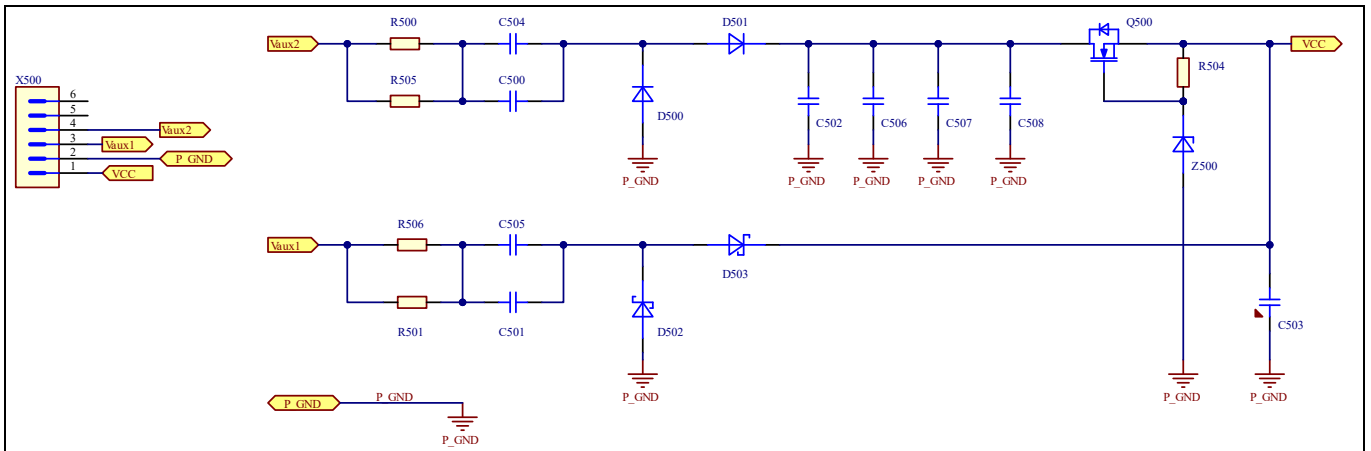 R500
C504
D501
Q500
Vaux2
VCC
R504
R505
C500
X500
6
5
4
3
2
1
Vaux2
Vaux1
P_GND
VCC
D500
C502
C506
C507
C508
Z500
P_GND
P_GND
P_GND
P_GND
P_GND
R506
C505
Vaux1
D503
R501
C501
D502
C503
P_GND
P_GND
P_GND
P_GND
P_GND
P_GND